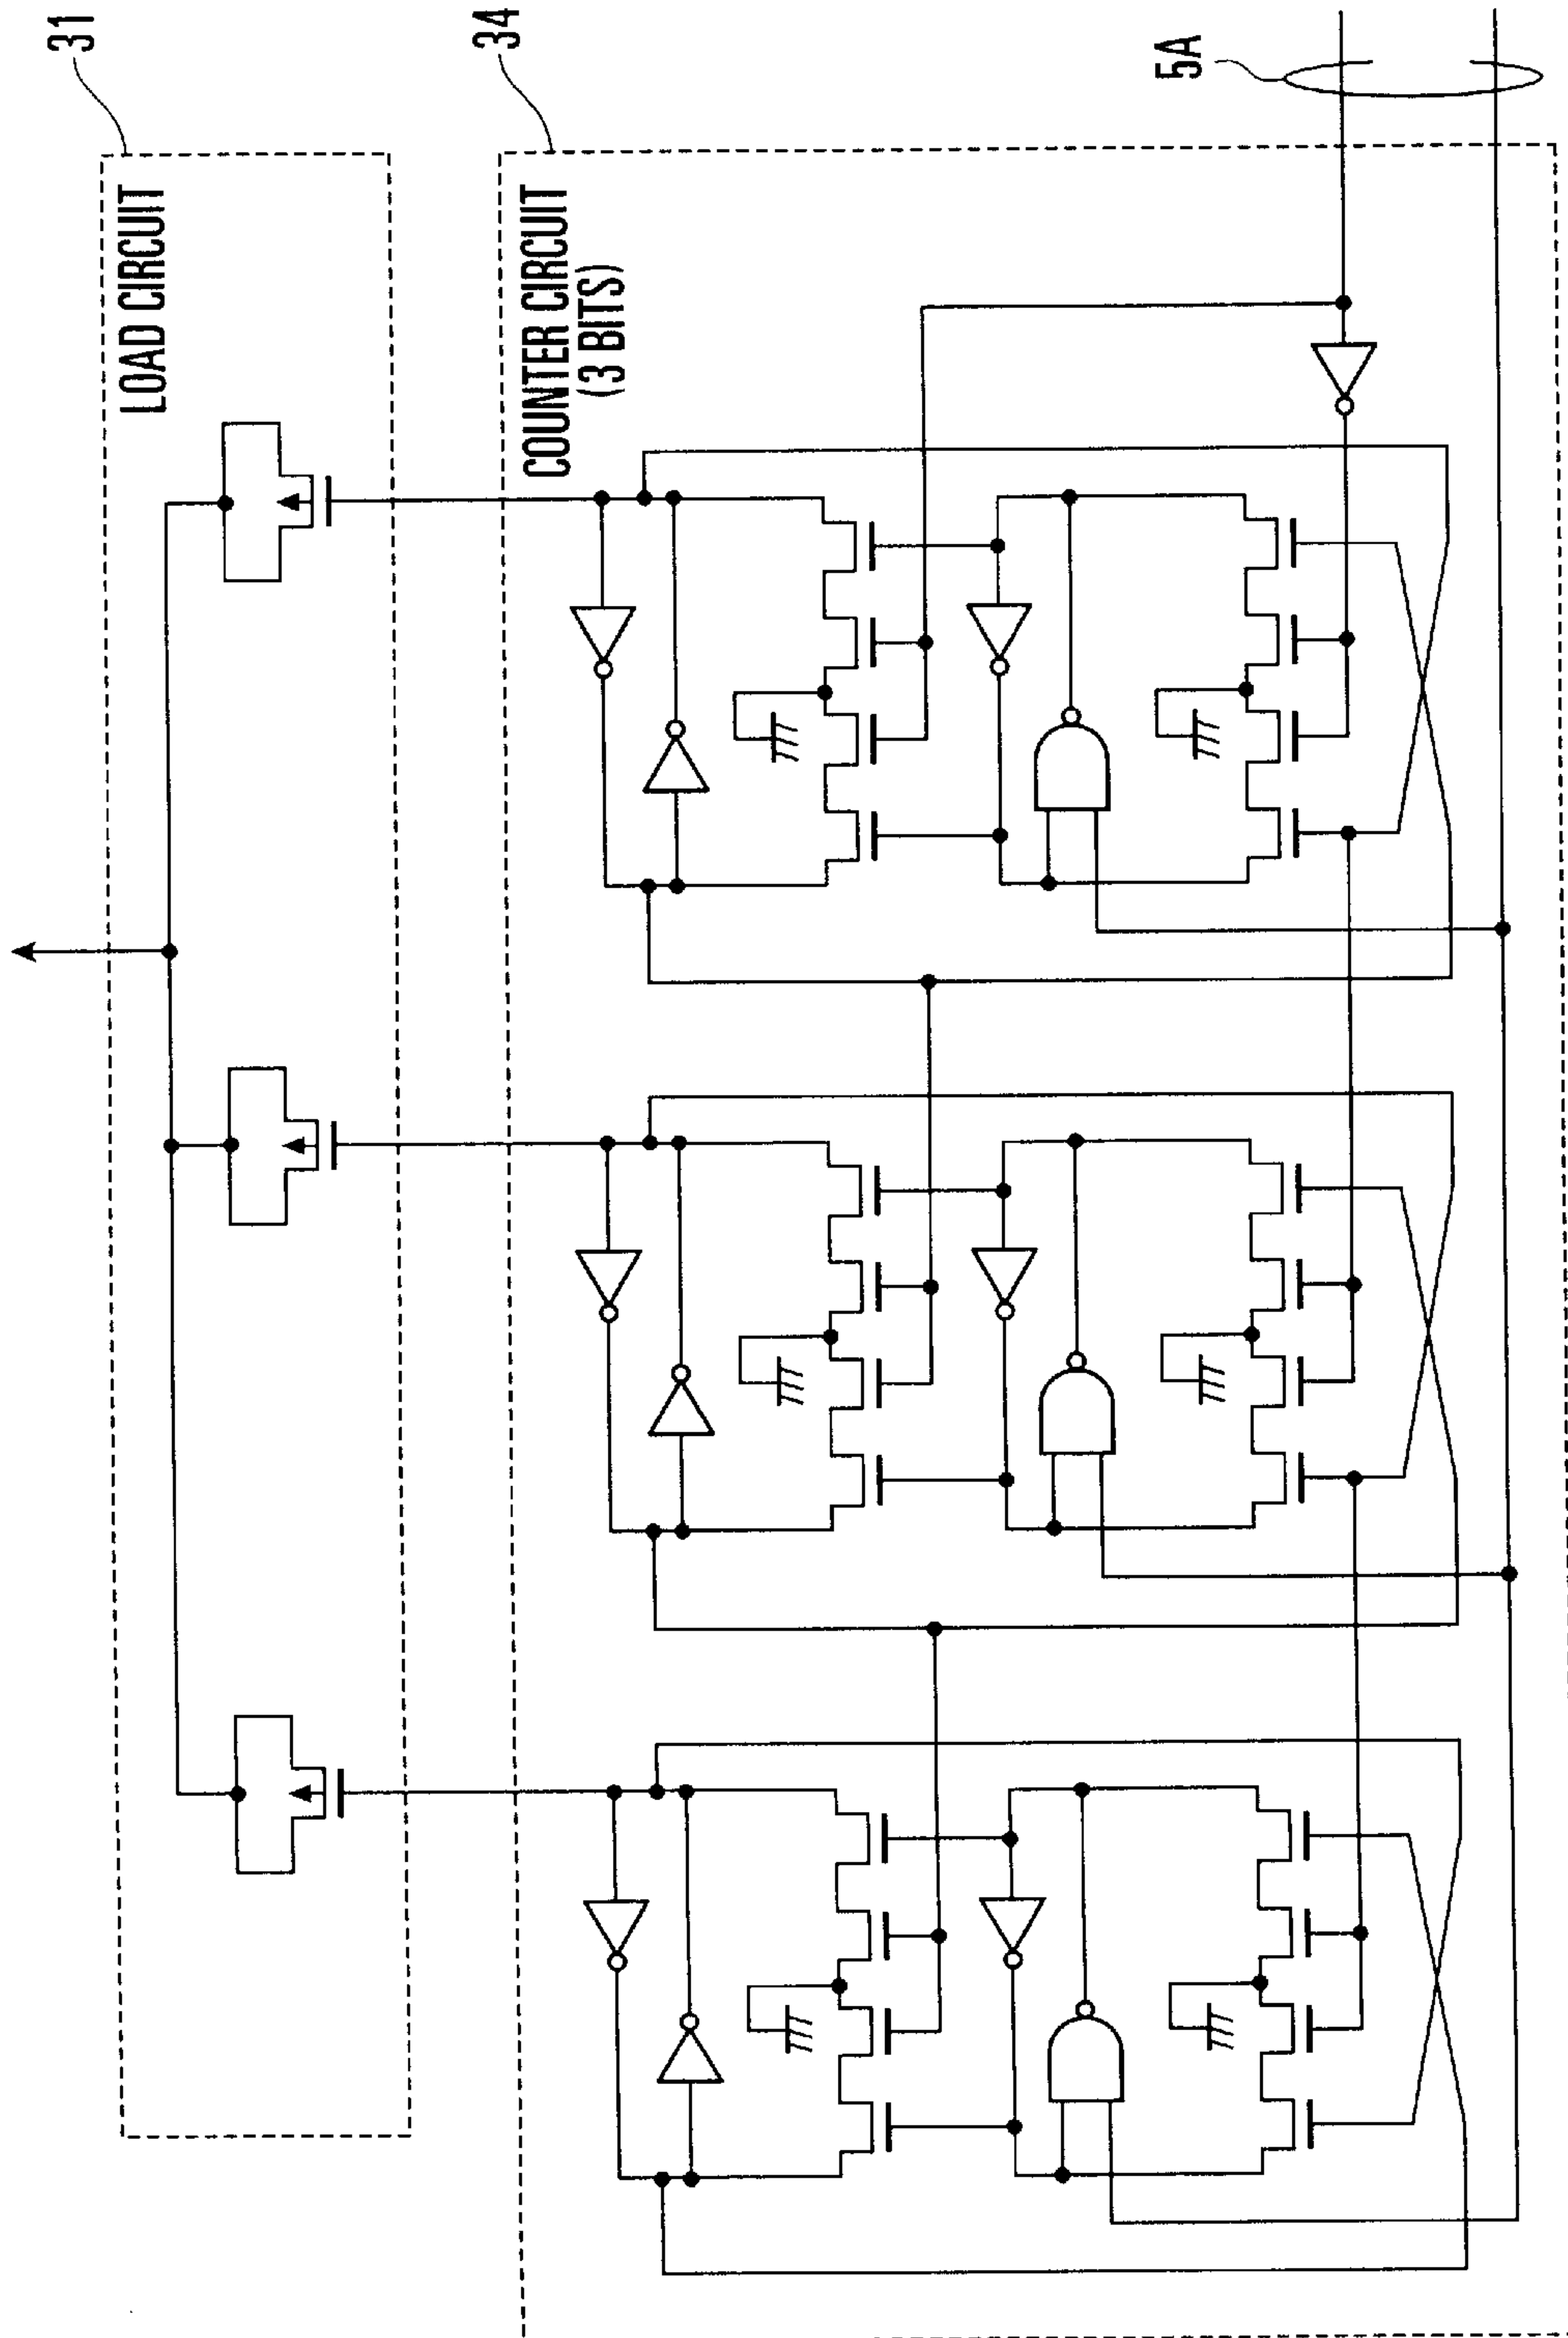 31
LOAD CIRCUIT
34
COUNTER CIRCUIT
(3 BITS)
5A